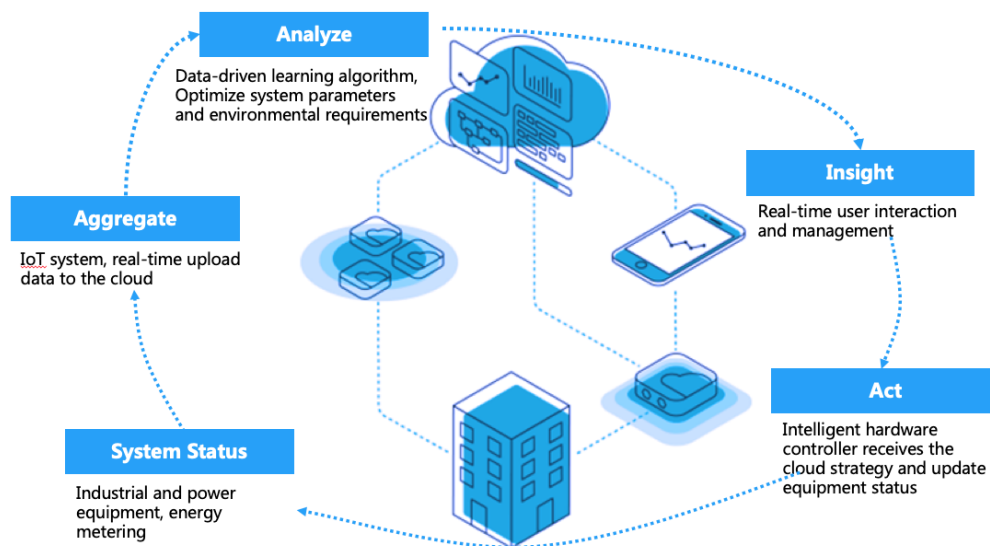 Analyze
Data-driven learning algorithm,
Optimize system parameters
and environmental requirements
Insight
Real-time user interaction
and management
Aggregate
IoT system, real-time upload
data to the cloud
Act
Intelligent hardware
controller receives the
cloud strategy and update
equipment status
System Status
Industrial and power
equipment, energy
metering